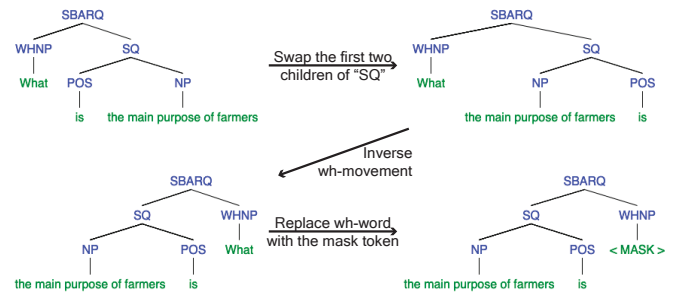 SBARQ
WHNP SQ
What POS NP
is the main purpose of farmers
Swap the first two
children of “SQ”
SBARQ
WHNP SQ
What NP POS
the main purpose of farmers is
Inverse
wh-movement
SBARQ
SQ WHNP
NP POS What
the main purpose of farmers is
Replace wh-word
with the mask token
SBARQ
SQ WHNP
NP POS < MASK >
the main purpose of farmers is